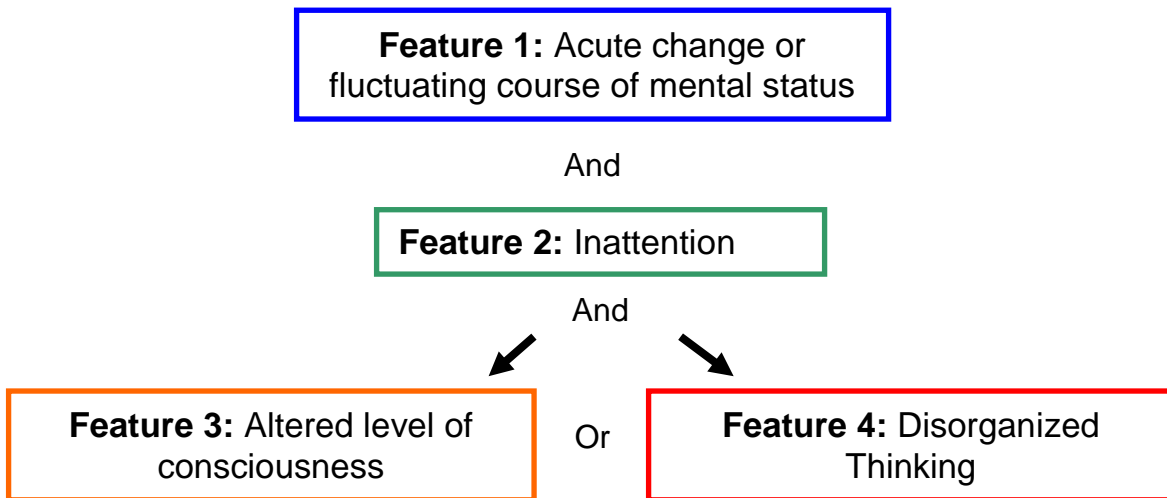 Feature 1: Acute change or
fluctuating course of mental status
And
Feature 2: Inattention
And
Feature 3: Altered level of
consciousness
Or
Feature 4: Disorganized
Thinking